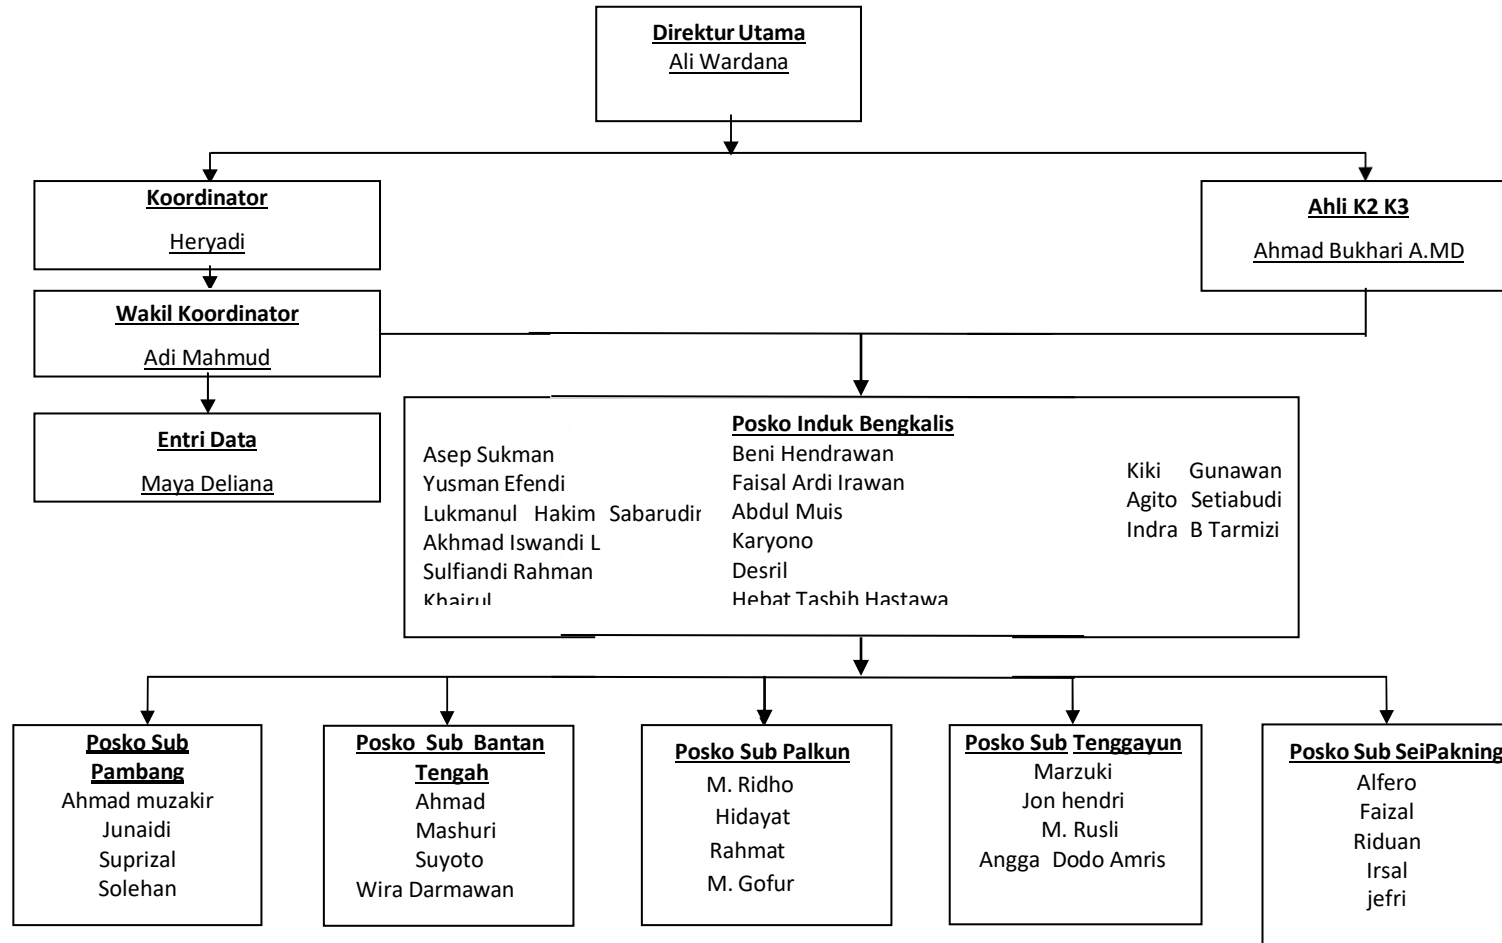 Direktur Utama
Ali Wardana
Koordinator
Heryadi
Ahli K2 K3
Ahmad Bukhari A.MD
Wakil Koordinator
Adi Mahmud
Entri Data
Maya Deliana
Posko Induk Bengkalis
Asep Sukman
Yusman Efendi
Lukmanul Hakim Sabarudin
Akhmad Iswandi L
Sulfiandi Rahman
Khairul
Beni Hendrawan
Faisal Ardi Irawan
Abdul Muis
Karyono
Desril
Hebat Tasbih Hastawa
Kiki Gunawan
Agito Setiabudi
Indra B Tarmizi
Posko Sub
Pambang
Ahmad muzakir
Junaidi
Suprizal
Solehan
Posko Sub Bantan
Tengah
Ahmad
Mashuri
Suyoto
Wira Darmawan
Posko Sub Palkun
M. Ridho
Hidayat
Rahmat
M. Gofur
Posko Sub Tenggayun
Marzuki
Jon hendri
M. Rusli
Angga Dodo Amris
Posko Sub SeiPakning
Alfero
Faizal
Riduan
Irsal
jefri